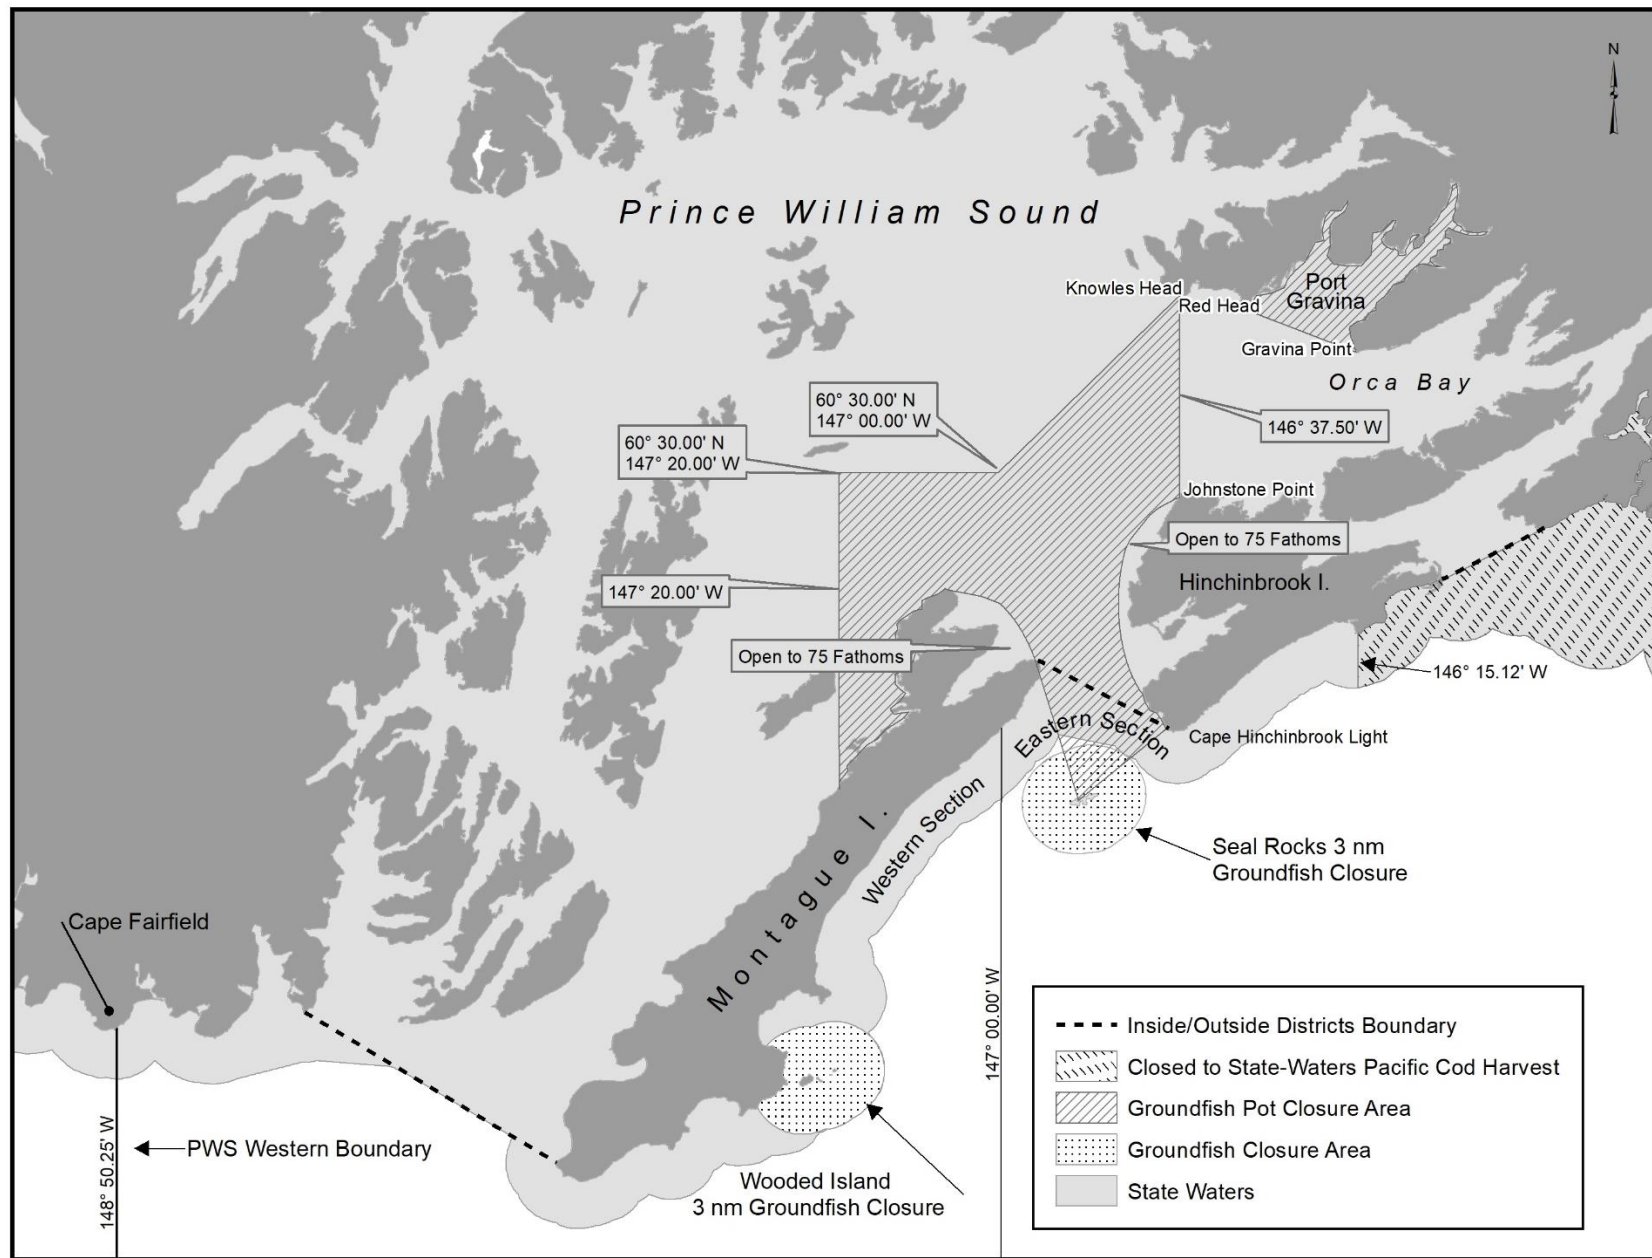 N
Prince William Sound
Knowles Head
Red Head
Port
Gravina
Gravina Point
Orca Bay
60° 30.00' N
147° 00.00' W
60° 30.00' N
147° 20.00' W
146° 37.50' W
Johnstone Point
Open to 75 Fathoms
Hinchinbrook I.
147° 20.00' W
Open to 75 Fathoms
146° 15.12' W
Eastern Section
Cape Hinchinbrook Light
Western Section
Montague I.
Seal Rocks 3 nm
Groundfish Closure
Cape Fairfield
147° 00.00' W
148° 50.25' W
PWS Western Boundary
Wooded Island
3 nm Groundfish Closure
Inside/Outside Districts Boundary
Closed to State-Waters Pacific Cod Harvest
Groundfish Pot Closure Area
Groundfish Closure Area
State Waters